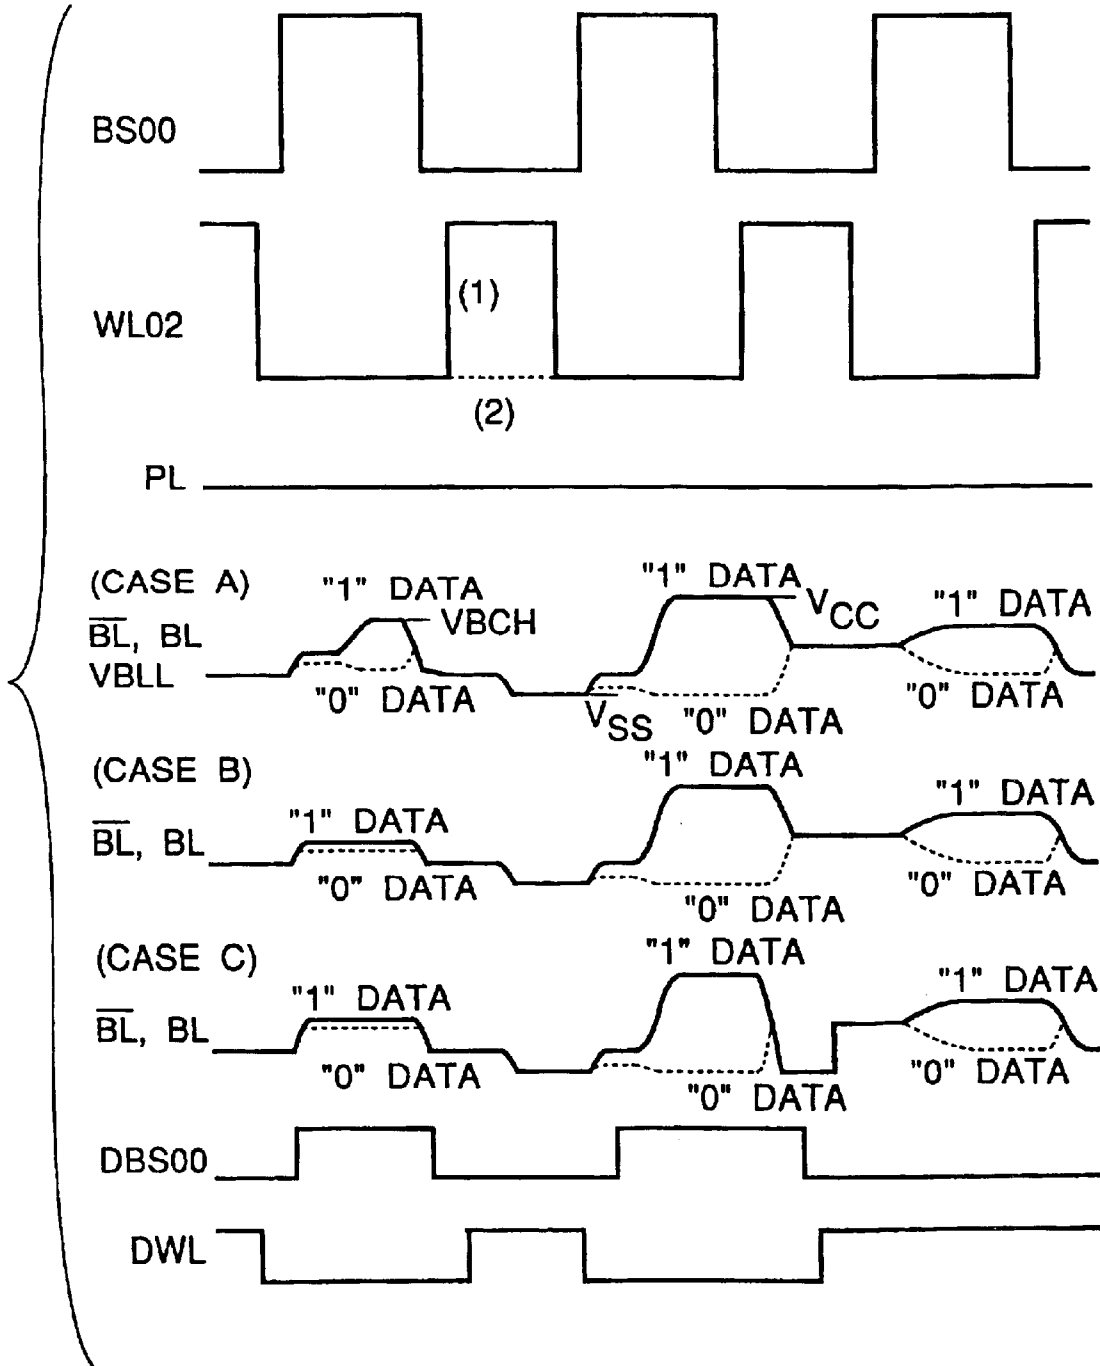 BS00
(1)
WL02
(2)
PL
(CASE A)
"1" DATA
"1" DATA
VCC
"1" DATA
BL, BL
VBCH
VBLL
"0" DATA
VSS
"0" DATA
"0" DATA
(CASE B)
"1" DATA
"1" DATA
"1" DATA
BL, BL
"0" DATA
"0" DATA
"0" DATA
(CASE C)
"1" DATA
"1" DATA
"1" DATA
BL, BL
"0" DATA
"0" DATA
"0" DATA
DBS00
DWL